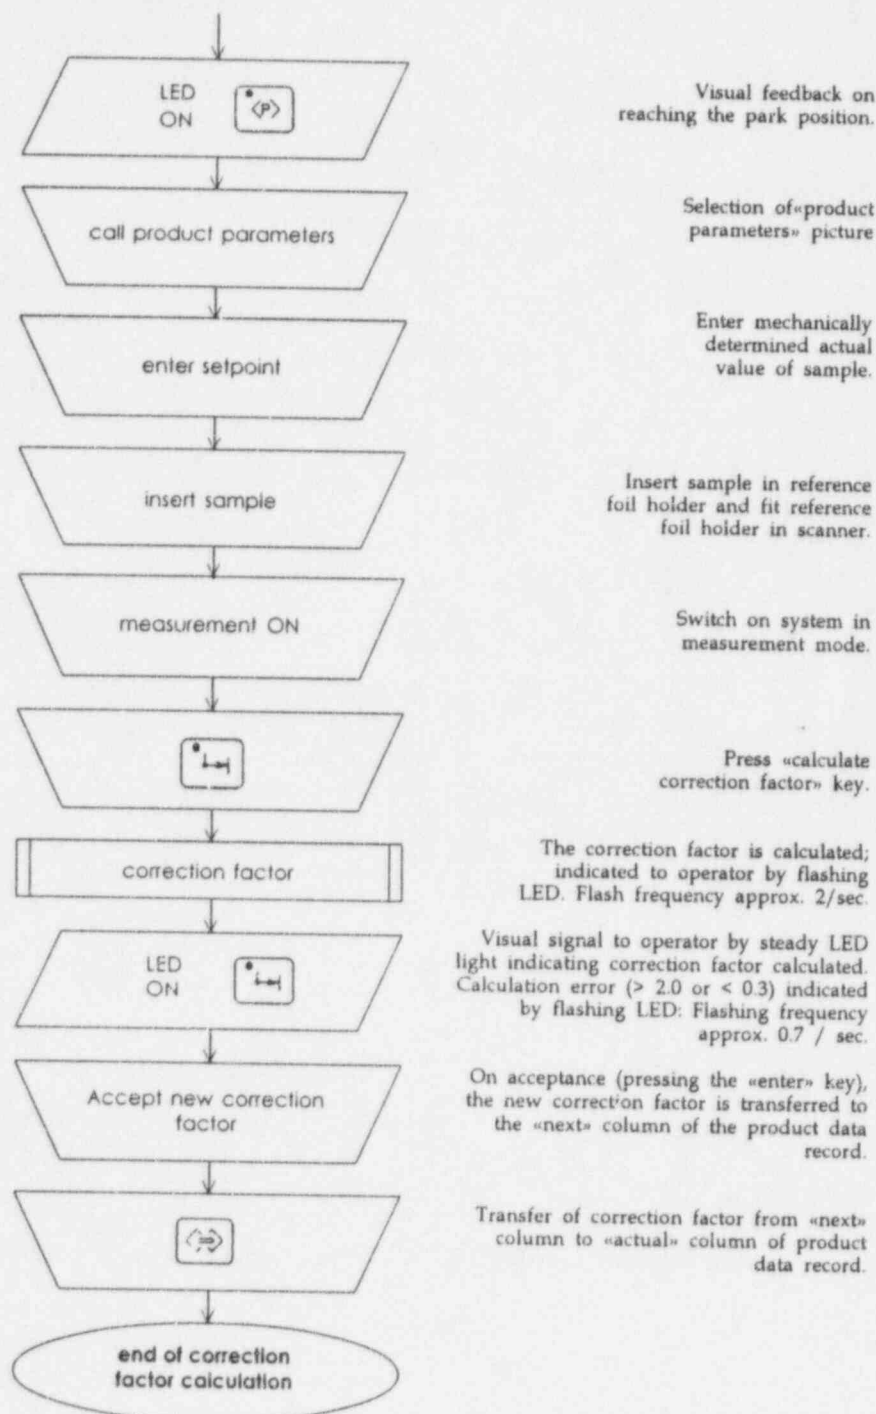 LED
ON
<P>
Visual feedback on
reaching the park position.
call product parameters
Selection of «product
parameters» picture
enter setpoint
Enter mechanically
determined actual
value of sample.
insert sample
Insert sample in reference
foil holder and fit reference
foil holder in scanner.
measurement ON
Switch on system in
measurement mode.
Press «calculate
correction factor» key.
correction factor
The correction factor is calculated;
indicated to operator by flashing
LED. Flash frequency approx. 2/sec.
LED
ON
Visual signal to operator by steady LED
light indicating correction factor calculated.
Calculation error (> 2.0 or < 0.3) indicated
by flashing LED: Flashing frequency
approx. 0.7 / sec.
Accept new correction
factor
On acceptance (pressing the «enter» key),
the new correction factor is transferred to
the «next» column of the product data
record.
Transfer of correction factor from «next»
column to «actual» column of product
data record.
end of correction
factor calculation